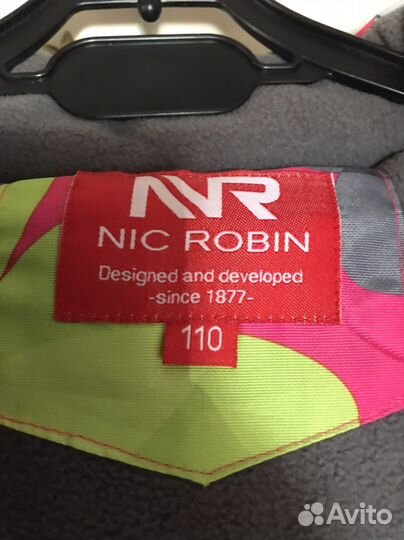 NR
NIC ROBIN
Designed and developed
-since 1877-
110
Avito